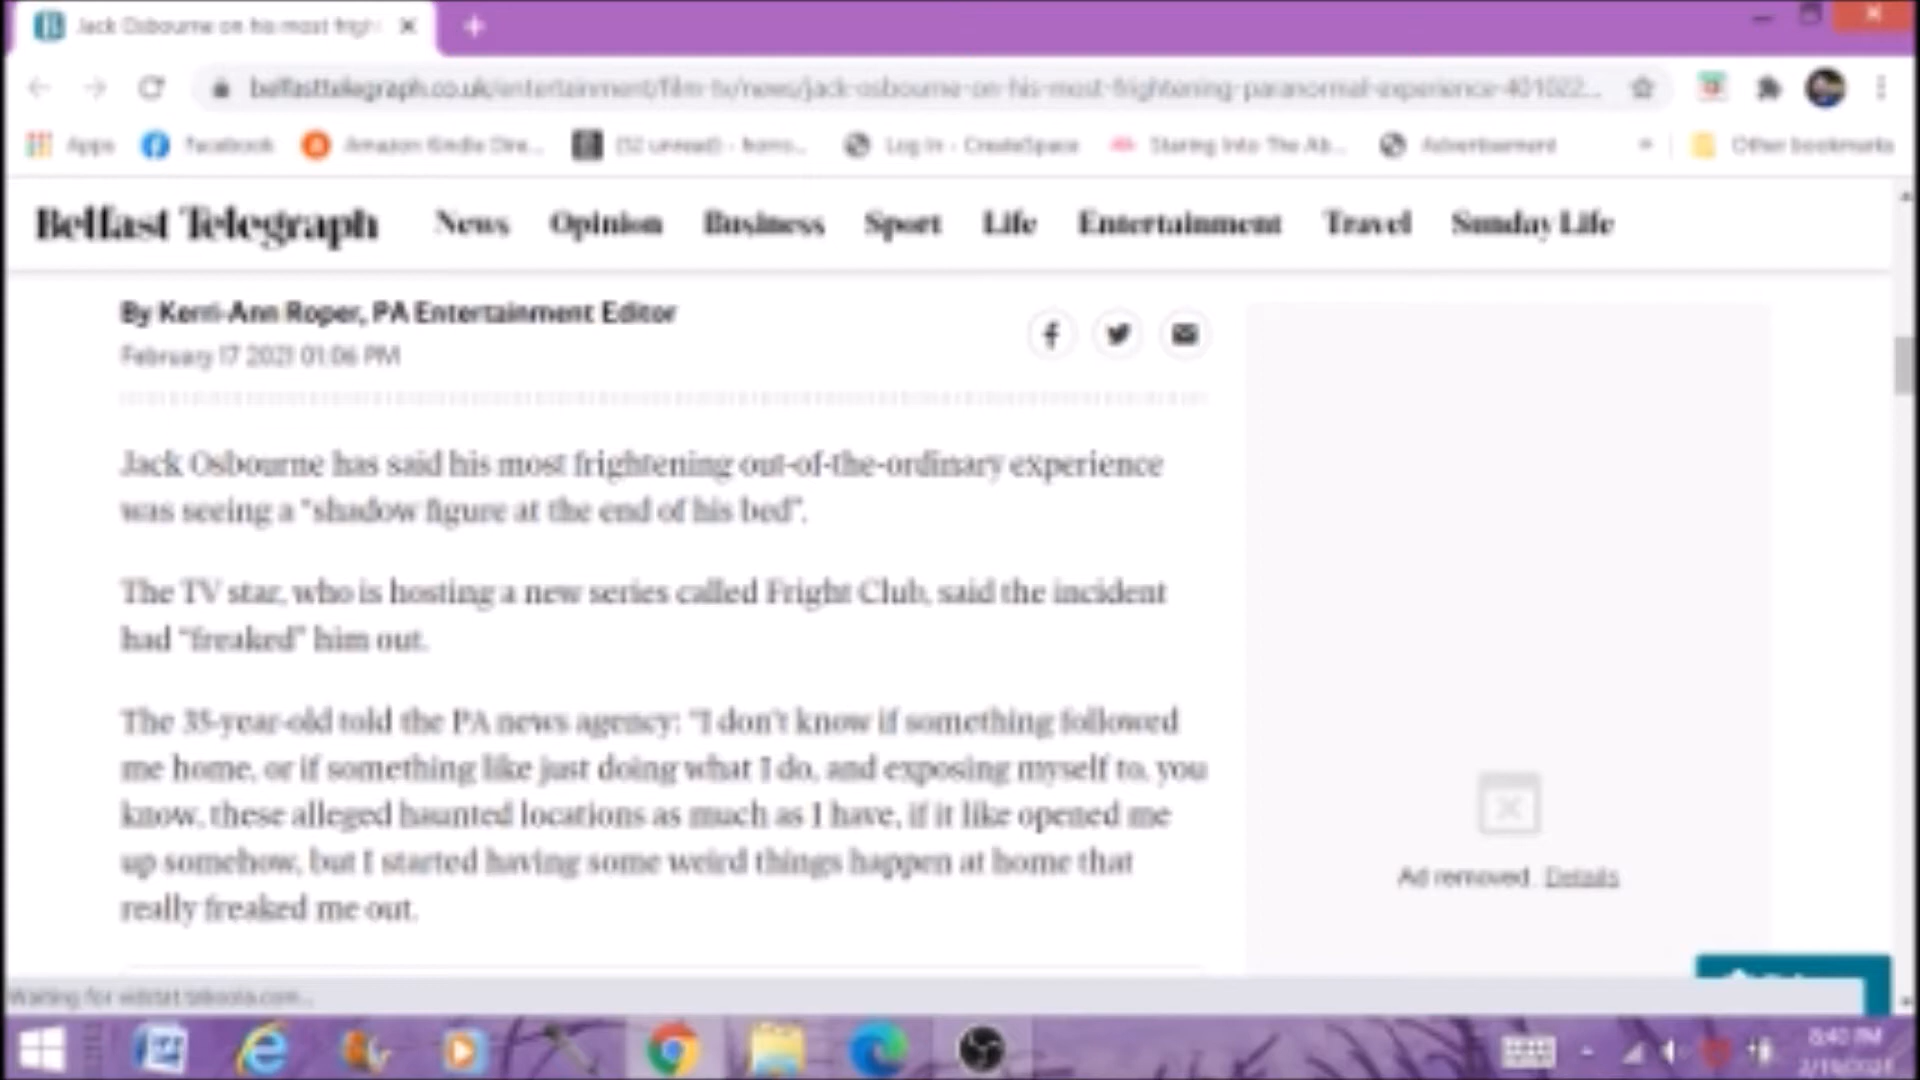 Jack Osbourne on his most frigh
belfasttelegraph.co.uk/entertainment/film-tv/news/jack-osbourne-on-his-most-frightening-paranormal-experience-401022...
Apps Facebook Amazon Kindle Dire... (52 unread) - horro... Log In - CreateSpace Staring Into The Ab... Advertisement Other bookmarks
Belfast Telegraph News Opinion Business Sport Life Entertainment Travel Sunday Life
By Kerri-Ann Roper, PA Entertainment Editor
February 17 2021 01:06 PM
Jack Osbourne has said his most frightening out-of-the-ordinary experience
was seeing a “shadow figure at the end of his bed”.
The TV star, who is hosting a new series called Fright Club, said the incident
had “freaked” him out.
The 35-year-old told the PA news agency: “I don’t know if something followed
me home, or if something like just doing what I do, and exposing myself to, you
know, these alleged haunted locations as much as I have, if it like opened me
up somehow, but I started having some weird things happen at home that
really freaked me out.
Ad removed. Details
Waiting for vidstat.taboola.com...
8:40 PM